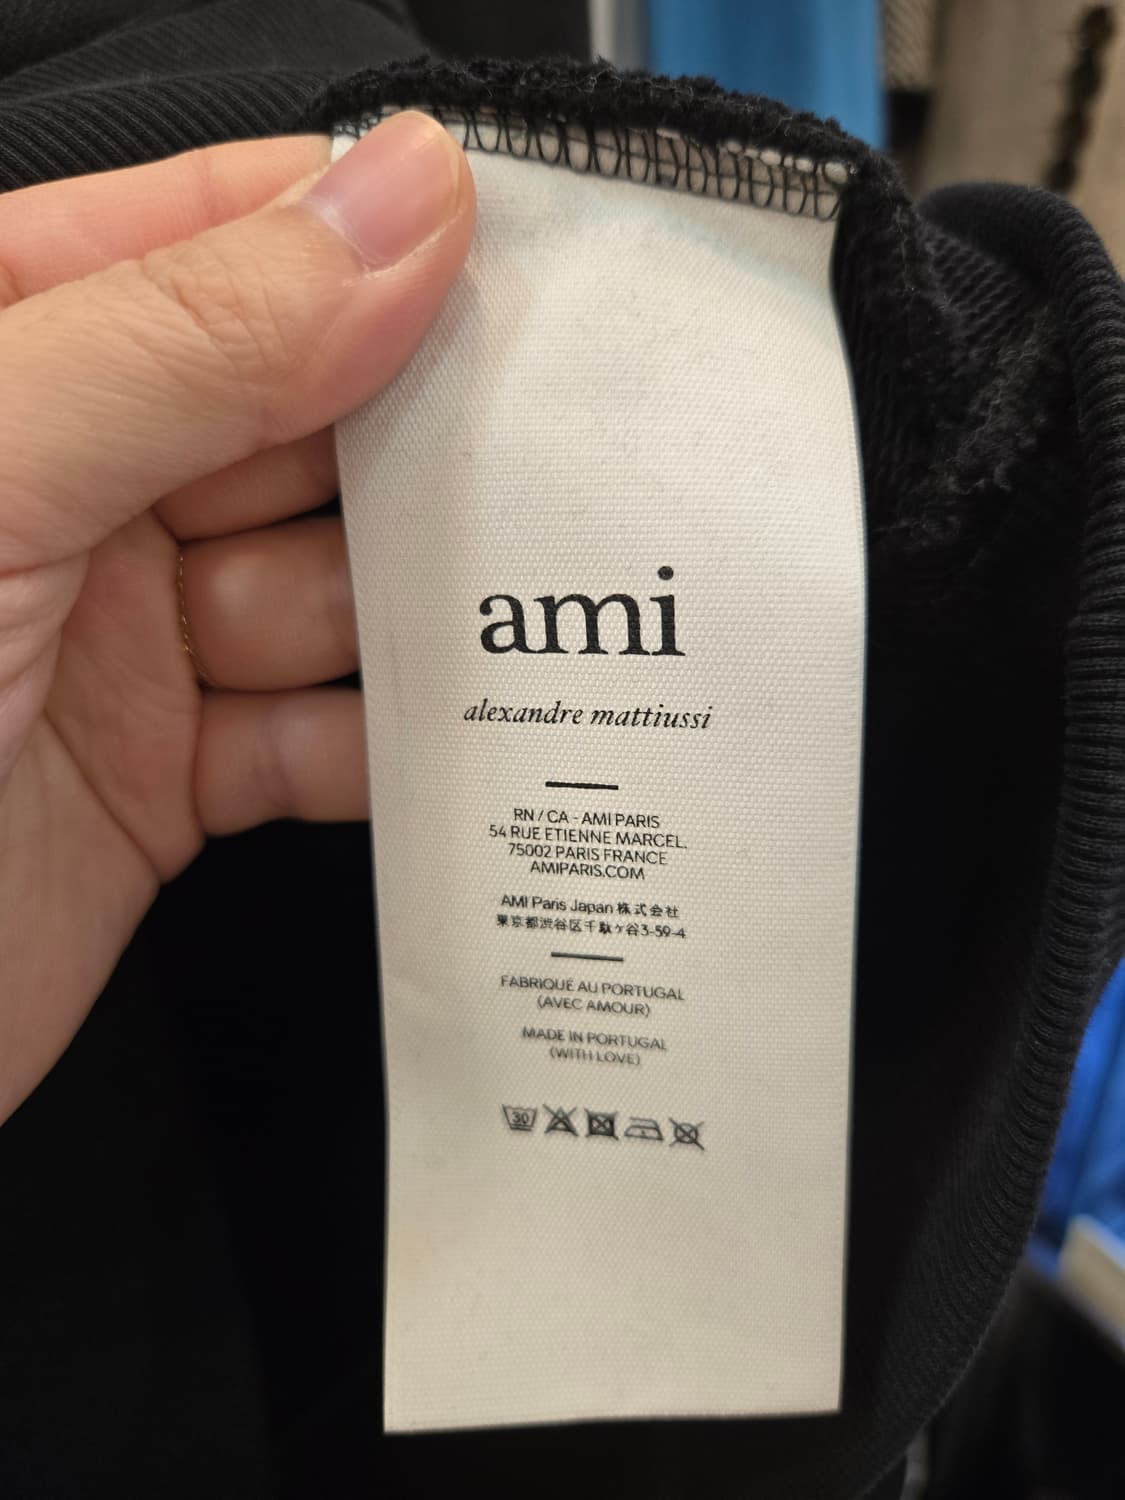 ami
alexandre mattiussi
RN / CA - AMI PARIS
54 RUE ETIENNE MARCEL,
75002 PARIS FRANCE
AMIPARIS.COM
AMI Paris Japan 株式会社
東京都渋谷区千駄ヶ谷3-59-4
FABRIQUÉ AU PORTUGAL
(AVEC AMOUR)
MADE IN PORTUGAL
(WITH LOVE)
30